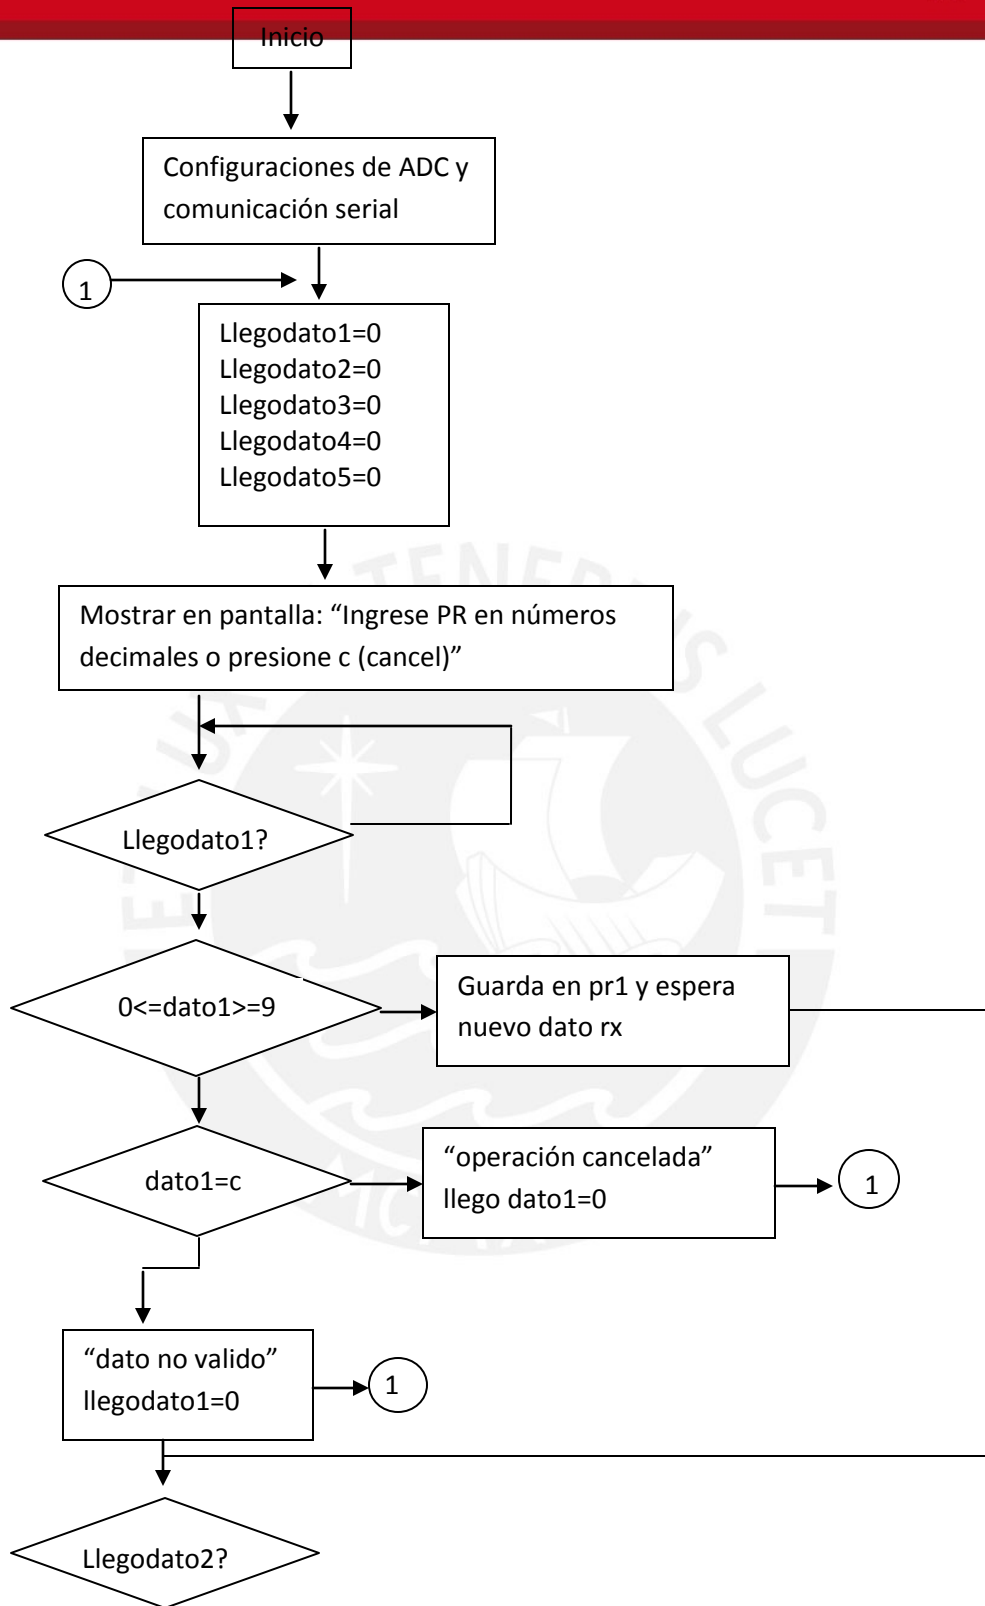 Inicio
Configuraciones de ADC y
comunicación serial
1
Llegodato1=0
Llegodato2=0
Llegodato3=0
Llegodato4=0
Llegodato5=0
Mostrar en pantalla: “Ingrese PR en números
decimales o presione c (cancel)”
Llegodato1?
0<=dato1>=9
Guarda en pr1 y espera
nuevo dato rx
dato1=c
“operación cancelada”
llego dato1=0
1
“dato no valido”
llegodato1=0
1
Llegodato2?